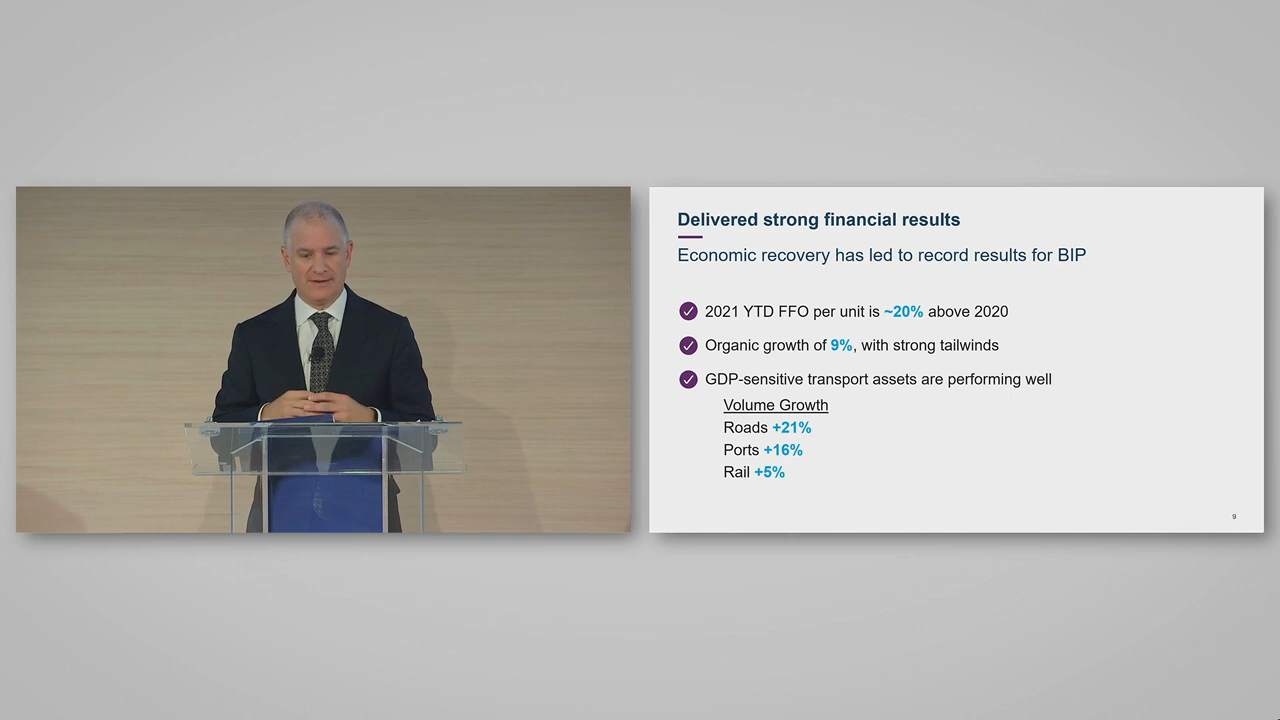 Delivered strong financial results
Economic recovery has led to record results for BIP
2021 YTD FFO per unit is ~20% above 2020
Organic growth of 9%, with strong tailwinds
GDP-sensitive transport assets are performing well
Volume Growth
Roads +21%
Ports +16%
Rail +5%
9